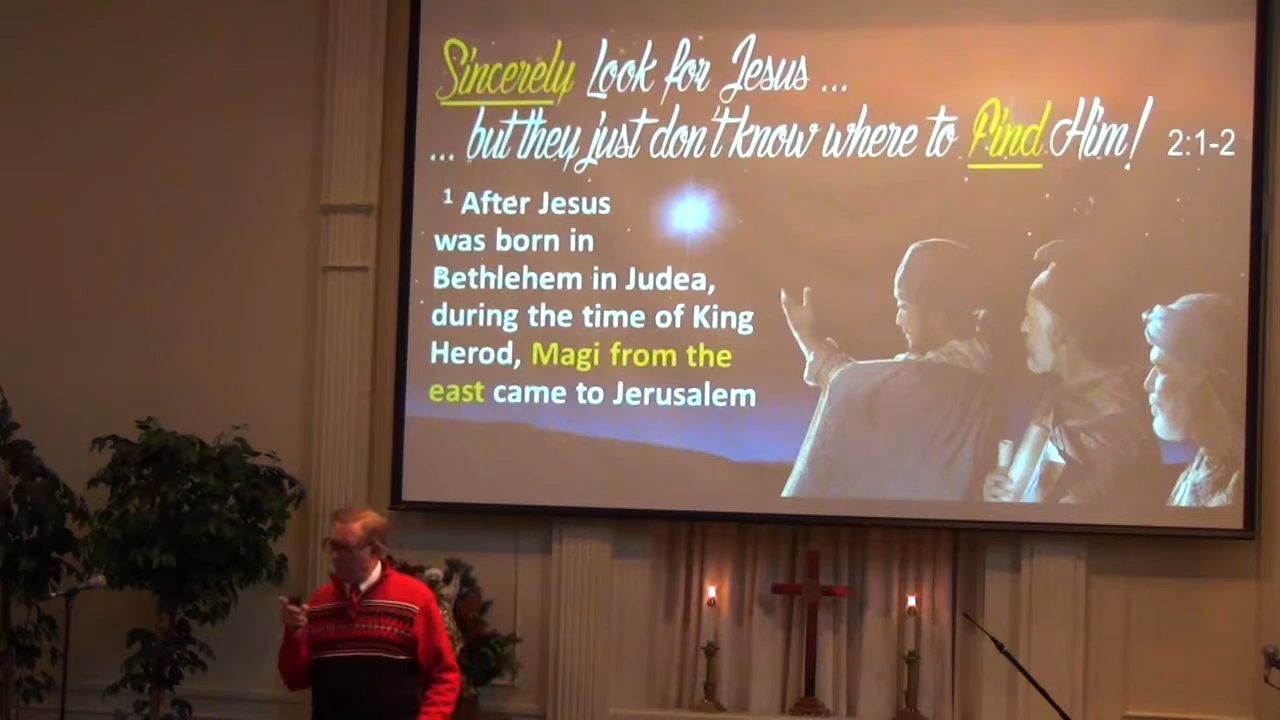 Sincerely Look for Jesus ...
... but they just don't know where to Find Him! 2:1-2
1 After Jesus
was born in
Bethlehem in Judea,
during the time of King
Herod, Magi from the
east came to Jerusalem